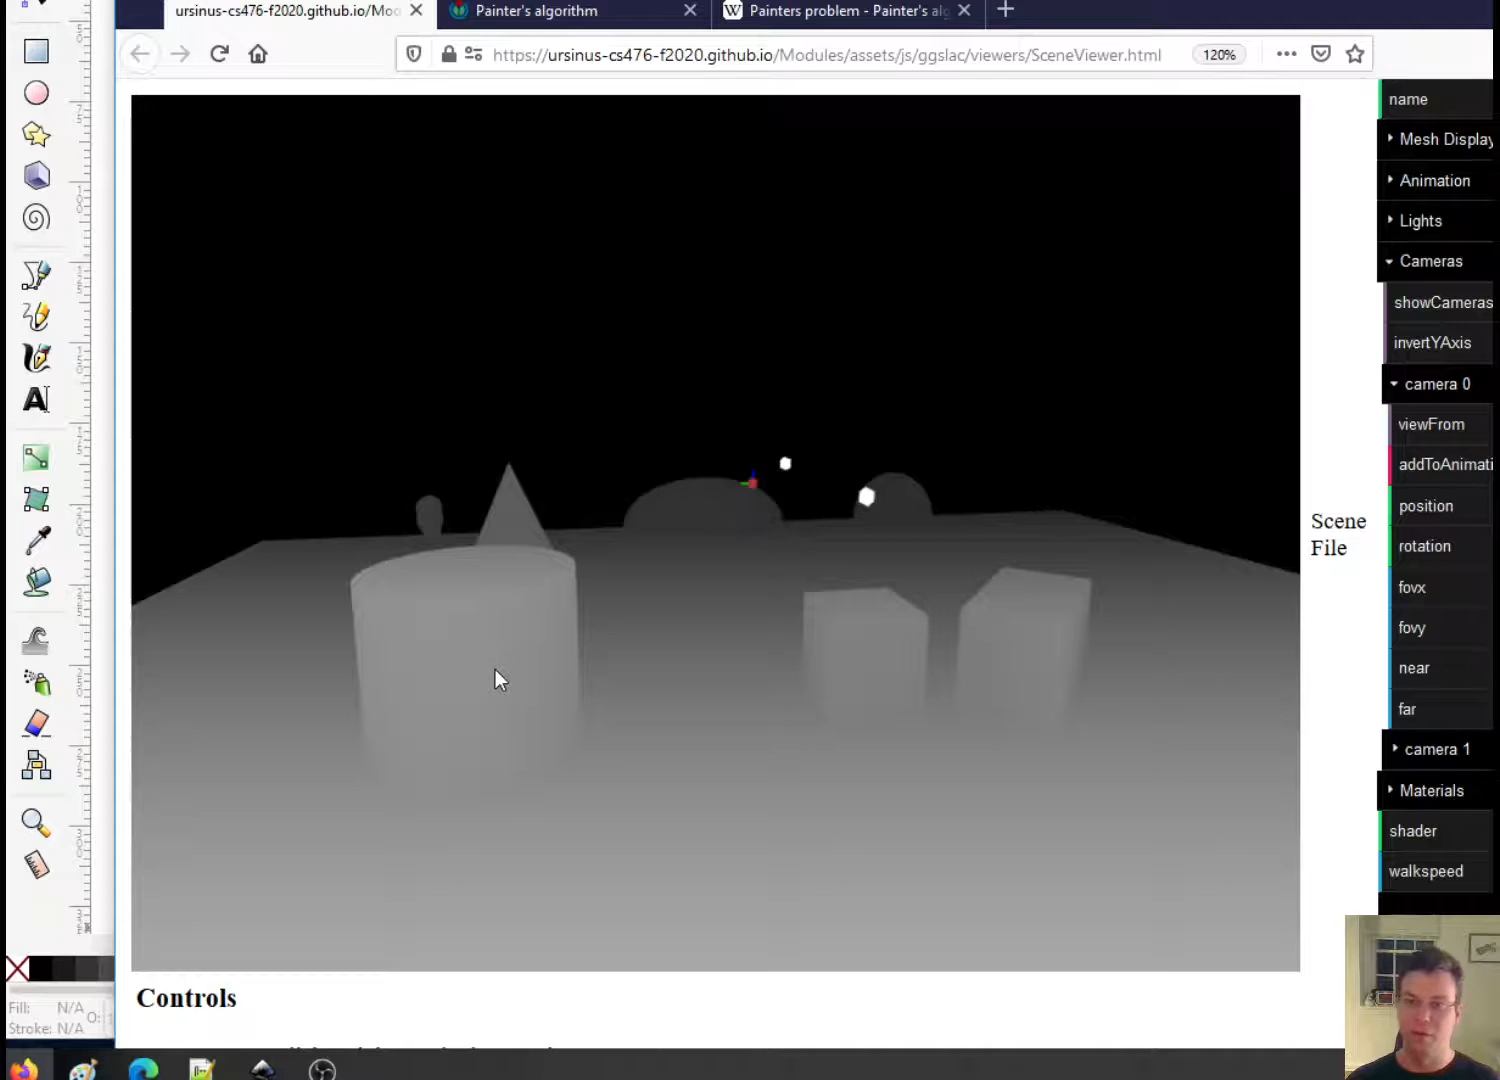 ursinus-cs476-f2020.github.io/Mod
Painter's algorithm
Painters problem - Painter's alg
https://ursinus-cs476-f2020.github.io/Modules/assets/js/ggslac/viewers/SceneViewer.html
120%
name
Mesh Display
Animation
Lights
Cameras
showCameras
invertYAxis
camera 0
viewFrom
addToAnimati
position
rotation
fovx
fovy
near
far
camera 1
Materials
shader
walkspeed
Scene
File
Controls
Fill: N/A
Stroke: N/A
O: